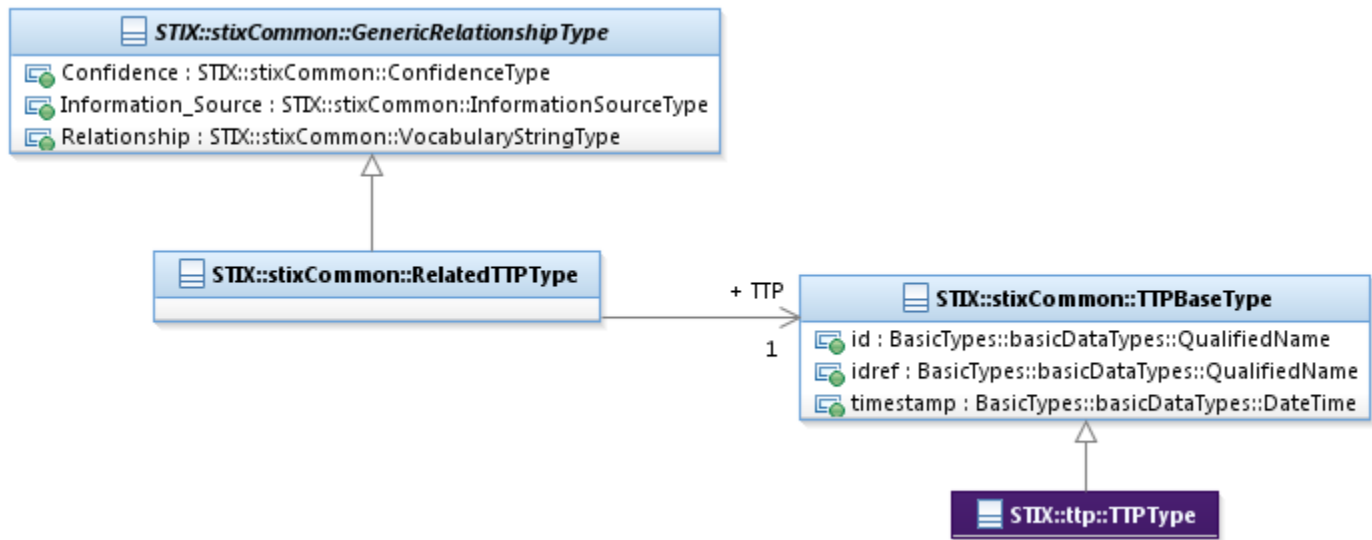 STIX::stixCommon::GenericRelationshipType
Confidence : STIX::stixCommon::ConfidenceType
Information_Source : STIX::stixCommon::InformationSourceType
Relationship : STIX::stixCommon::VocabularyStringType
STIX::stixCommon::RelatedTTPType
+ TTP
1
STIX::stixCommon::TTPBaseType
id : BasicTypes::basicDataTypes::QualifiedName
idref : BasicTypes::basicDataTypes::QualifiedName
timestamp : BasicTypes::basicDataTypes::DateTime
STIX::ttp::TTPType